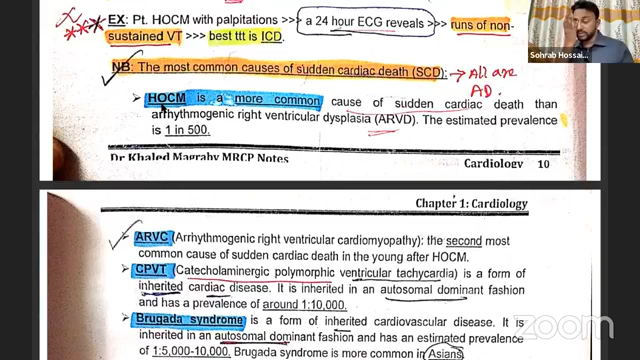 EX: Pt. HOCM with palpitations >>> a 24 hour ECG reveals >>> runs of non-
sustained VT >>> best ttt is ICD.
NB: The most common causes of sudden cardiac death (SCD): → All are
AD.
➤ HOCM is a more common cause of sudden cardiac death than
arrhythmogenic right ventricular dysplasia (ARVD). The estimated prevalence
is 1 in 500.
Dr Khaled Magraby MRCP Notes Cardiology 10
Chapter 1: Cardiology
ARVC (Arrhythmogenic right ventricular cardiomyopathy): the second most
common cause of sudden cardiac death in the young after HOCM.
➤ CPVT (Catecholaminergic polymorphic ventricular tachycardia) is a form of
inherited cardiac disease. It is inherited in an autosomal dominant fashion
and has a prevalence of around 1:10,000.
➤ Brugada syndrome is a form of inherited cardiovascular disease. It is
inherited in an autosomal dominant fashion and has an estimated prevalence
of 1:5,000-10,000. Brugada syndrome is more common in Asians
Sohrab Hossai...
zoom